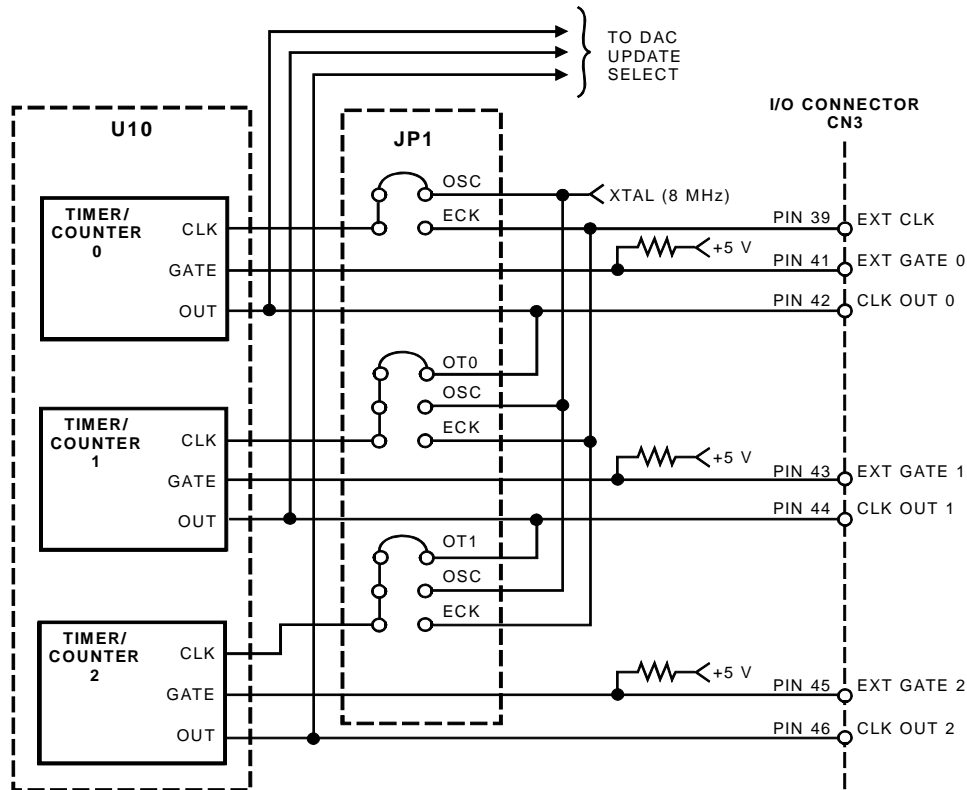 TO DAC
UPDATE
SELECT
I/O CONNECTOR
CN3
U10
JP1
OSC
XTAL (8 MHz)
TIMER/
COUNTER
0
CLK
ECK
PIN 39
EXT CLK
+5 V
GATE
PIN 41
EXT GATE 0
OUT
PIN 42
CLK OUT 0
OT0
OSC
TIMER/
COUNTER
1
CLK
ECK
+5 V
GATE
PIN 43
EXT GATE 1
OUT
PIN 44
CLK OUT 1
OT1
OSC
ECK
TIMER/
COUNTER
2
CLK
+5 V
GATE
PIN 45
EXT GATE 2
OUT
PIN 46
CLK OUT 2